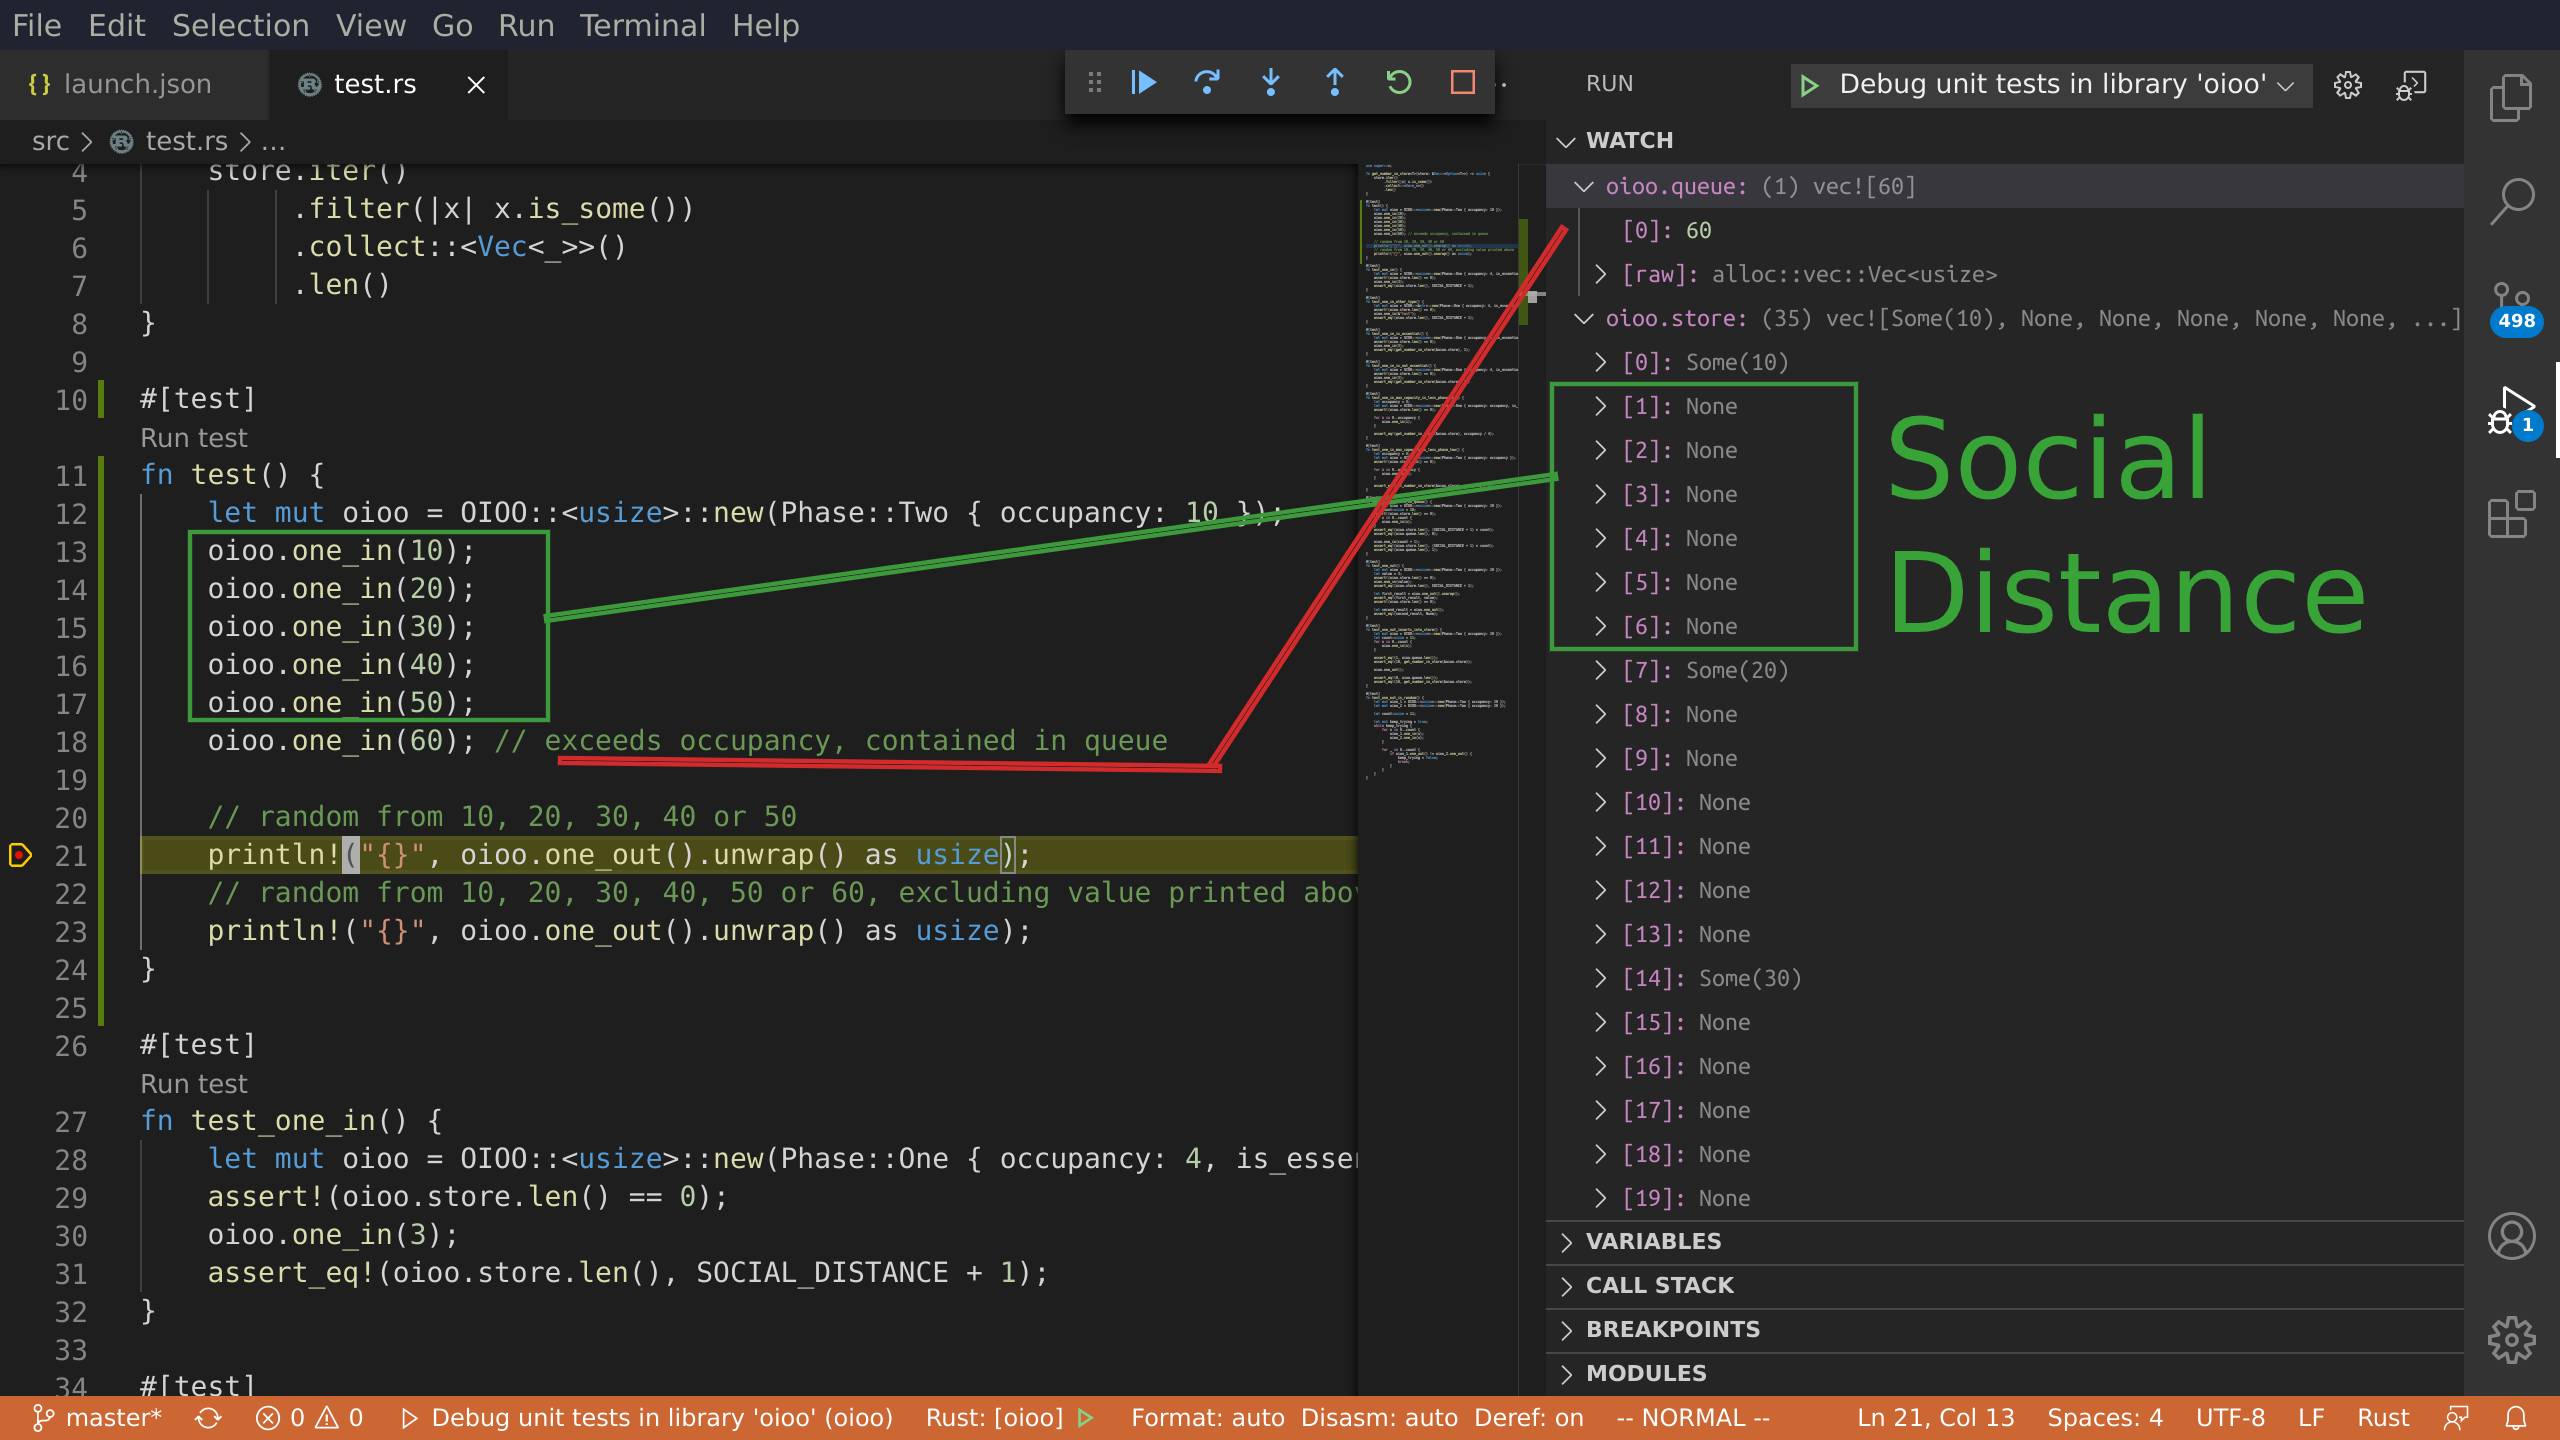 File Edit Selection View Go Run Terminal Help
{} launch.json
test.rs
RUN
Debug unit tests in library 'oioo'
src > test.rs > ...
WATCH
4 store.iter()
5 .filter(|x| x.is_some())
6 .collect::<Vec<_>>()
7 .len()
8 }
9
10 #[test]
Run test
11 fn test() {
12 let mut oioo = OIOO::<usize>::new(Phase::Two { occupancy: 10 });
13 oioo.one_in(10);
14 oioo.one_in(20);
15 oioo.one_in(30);
16 oioo.one_in(40);
17 oioo.one_in(50);
18 oioo.one_in(60); // exceeds occupancy, contained in queue
19
20 // random from 10, 20, 30, 40 or 50
21 println!("{}", oioo.one_out().unwrap() as usize);
22 // random from 10, 20, 30, 40, 50 or 60, excluding value printed abov
23 println!("{}", oioo.one_out().unwrap() as usize);
24 }
25
26 #[test]
Run test
27 fn test_one_in() {
28 let mut oioo = OIOO::<usize>::new(Phase::One { occupancy: 4, is_essen
29 assert!(oioo.store.len() == 0);
30 oioo.one_in(3);
31 assert_eq!(oioo.store.len(), SOCIAL_DISTANCE + 1);
32 }
33
34 #[test]
oioo.queue: (1) vec![60]
[0]: 60
[raw]: alloc::vec::Vec<usize>
oioo.store: (35) vec![Some(10), None, None, None, None, None, ...]
[0]: Some(10)
[1]: None
[2]: None
[3]: None
[4]: None
[5]: None
[6]: None
[7]: Some(20)
[8]: None
[9]: None
[10]: None
[11]: None
[12]: None
[13]: None
[14]: Some(30)
[15]: None
[16]: None
[17]: None
[18]: None
[19]: None
Social
Distance
VARIABLES
CALL STACK
BREAKPOINTS
MODULES
498
1
master* 0 0 Debug unit tests in library 'oioo' (oioo) Rust: [oioo] Format: auto Disasm: auto Deref: on -- NORMAL -- Ln 21, Col 13 Spaces: 4 UTF-8 LF Rust